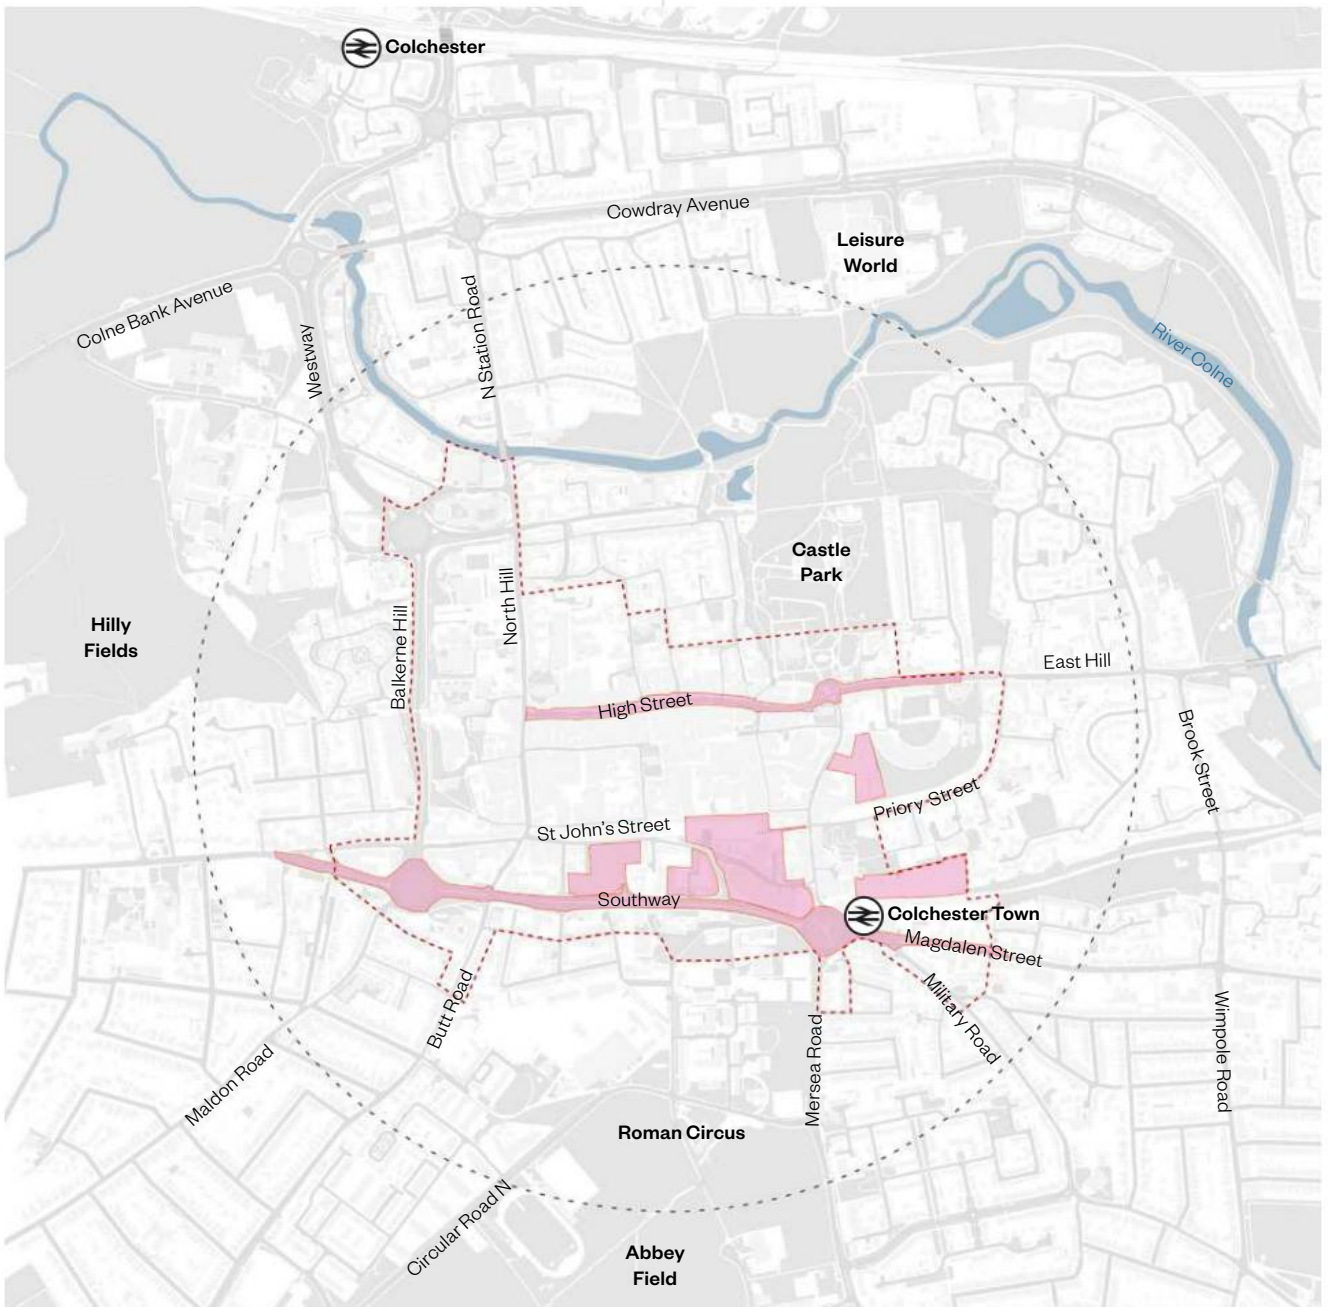 Colchester
Cowdray Avenue
Leisure
World
Colne Bank Avenue
N Station Road
Westway
River Colne
Castle
Park
Hilly
Fields
North Hill
Balkerne Hill
East Hill
High Street
Brook Street
Priory Street
St John's Street
Southway
Colchester Town
Magdalen Street
Butt Road
Military Road
Mersea Road
Wimpole Road
Maldon Road
Roman Circus
Circular Road N
Abbey
Field